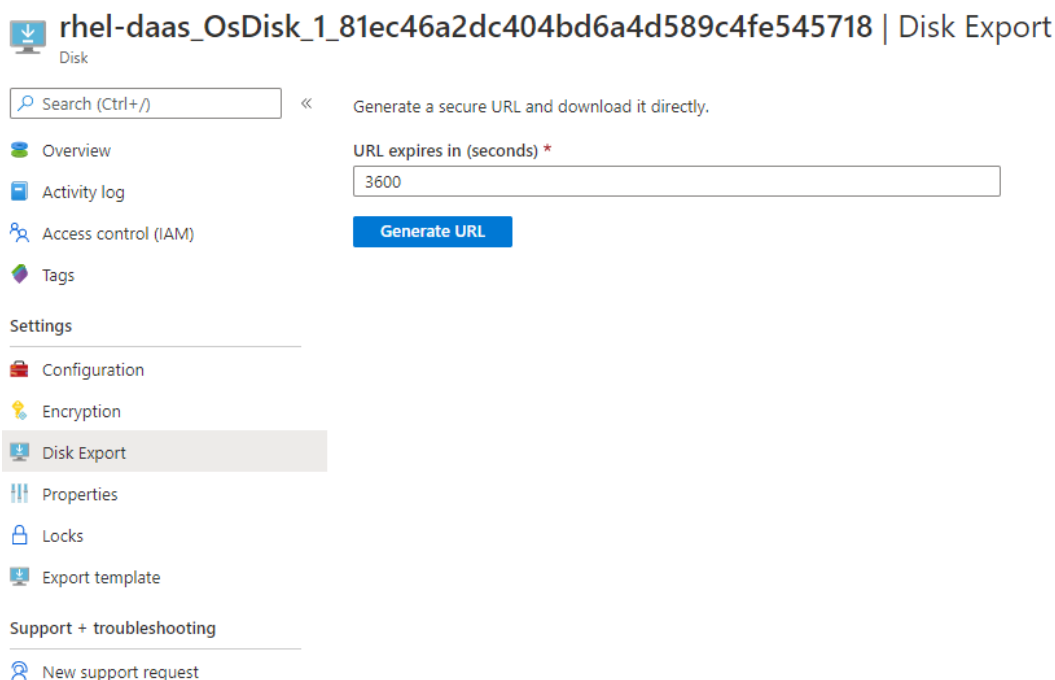 rhel-daas_OsDisk_1_81ec46a2dc404bd6a4d589c4fe545718 | Disk Export
Disk
Search (Ctrl+/)
«
Overview
Activity log
Access control (IAM)
Tags
Settings
Configuration
Encryption
Disk Export
Properties
Locks
Export template
Support + troubleshooting
New support request
Generate a secure URL and download it directly.
URL expires in (seconds) *
3600
Generate URL